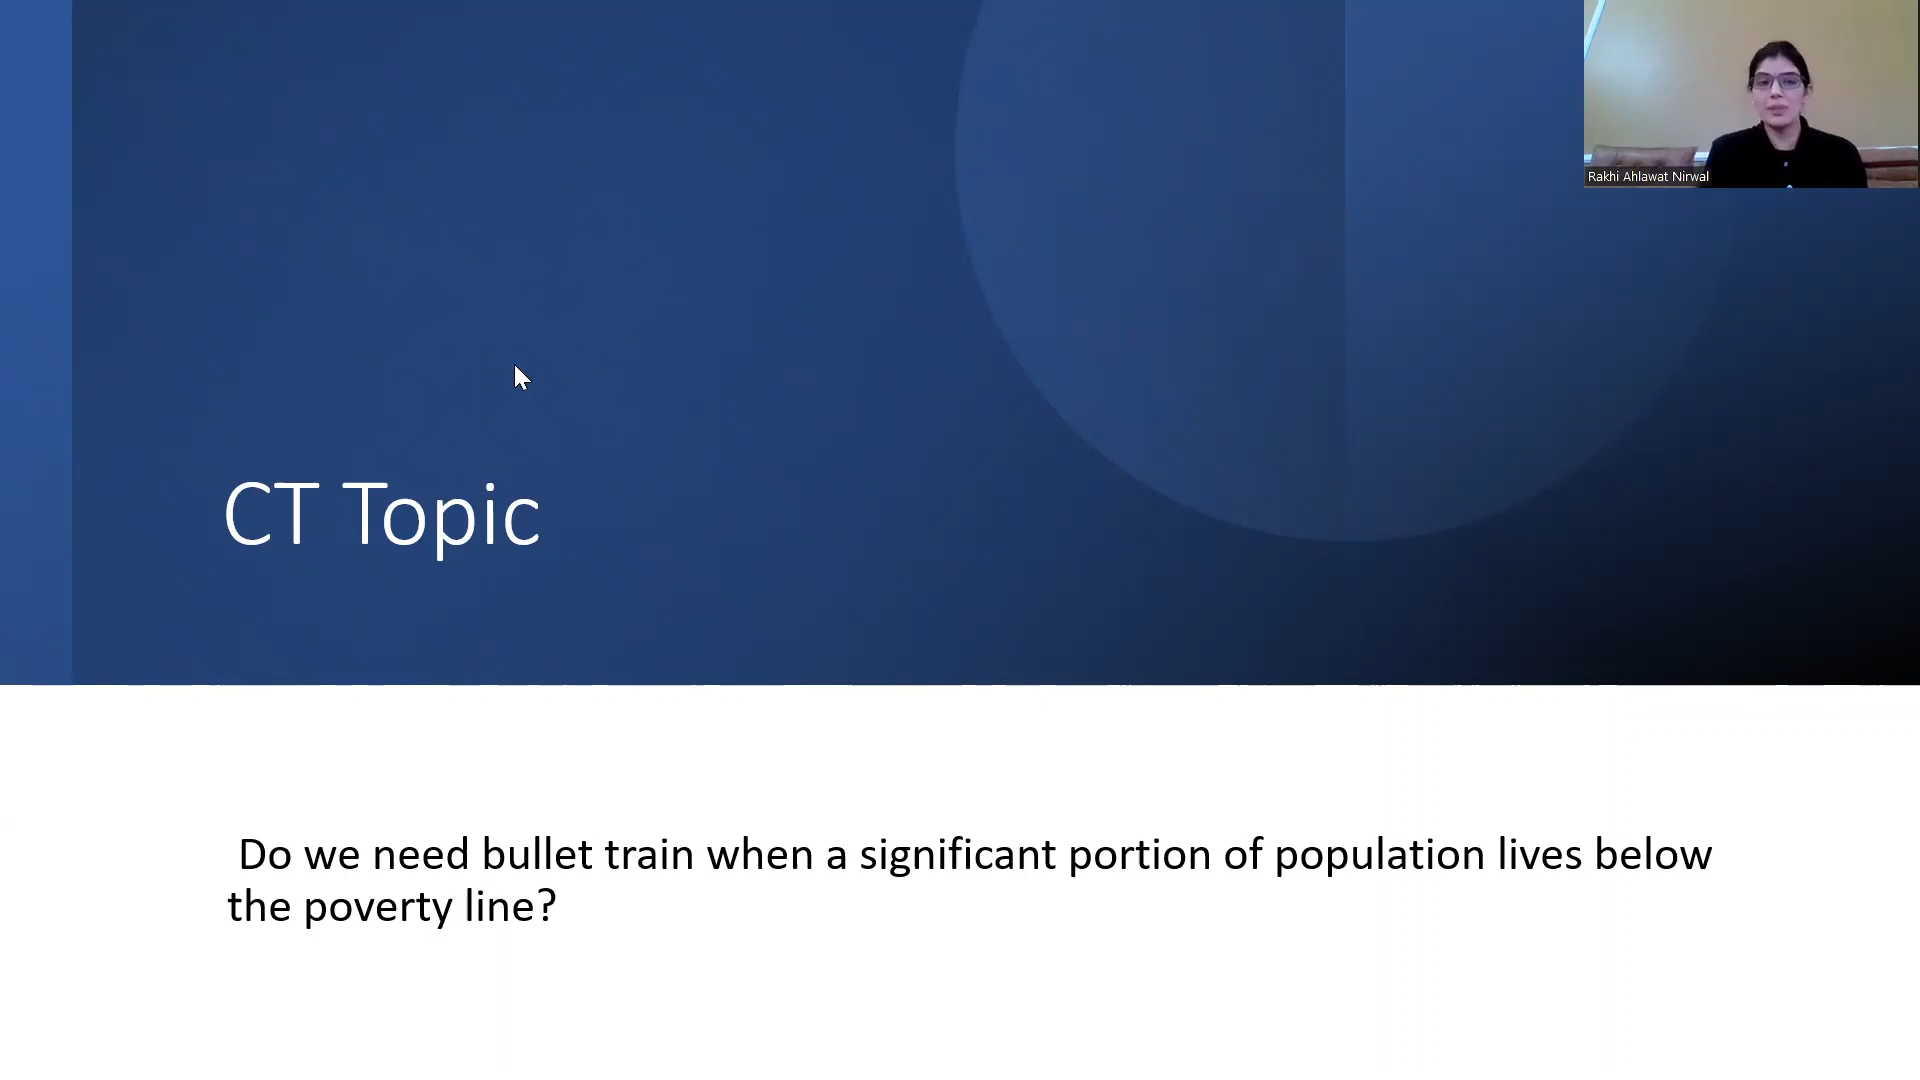 Rakhi Ahlawat Nirwal
CT Topic
Do we need bullet train when a significant portion of population lives below
the poverty line?